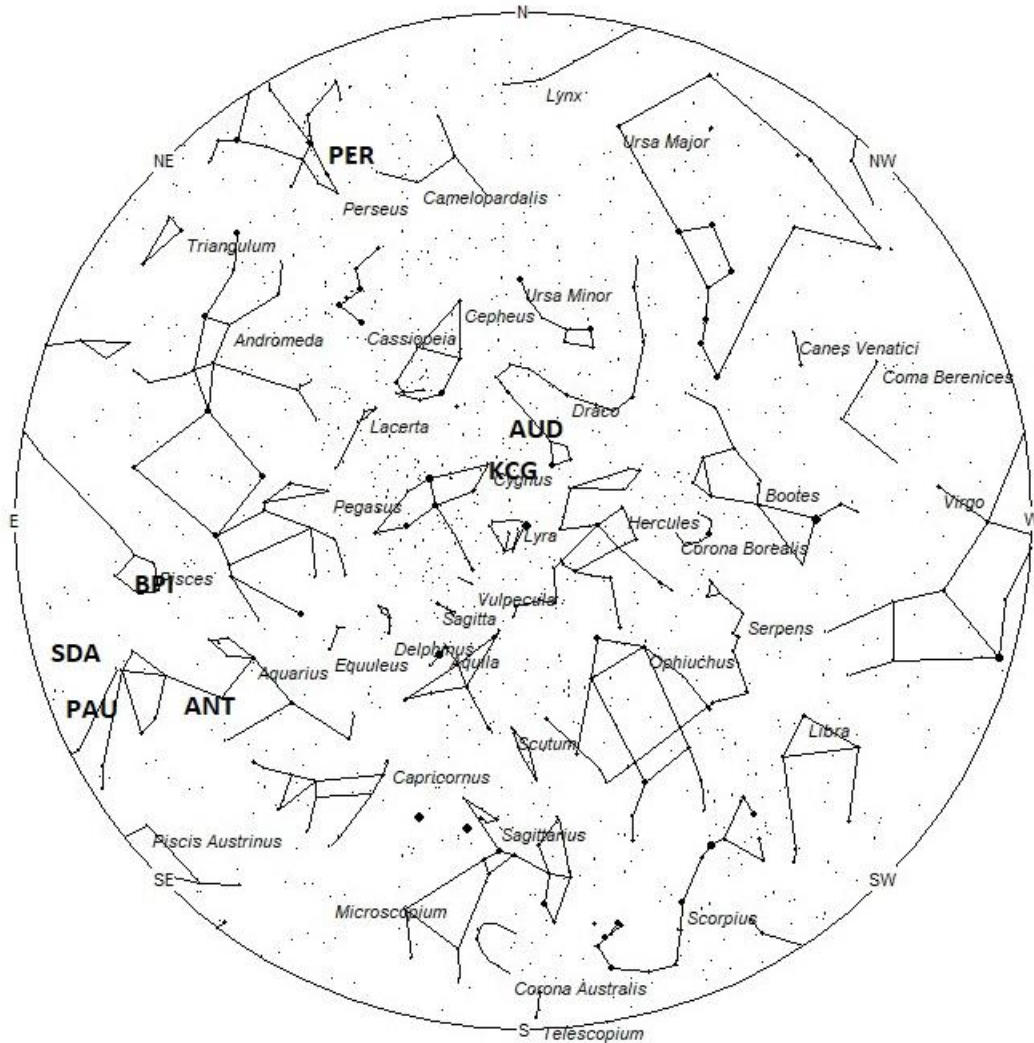 N
Lynx
Ursa Major
PER
NE
NW
Camelopardalis
Perseus
Triangulum
Ursa Minor
Cepheus
Cassiopeia
Andromeda
Canes Venatici
Coma Berenices
Draco
Lacerta
AUD
KCG
Cygnus
Bootes
Virgo
Pegasus
Hercules
E
W
Lyra
Corona Borealis
BPI
Pisces
Vulpecula
Sagitta
Serpens
Delphinus
SDA
Equuleus
Aquila
Ophiuchus
Aquarius
PAU
ANT
Libra
Scutum
Capricornus
Sagittarius
Piscis Austrinus
SE
SW
Microscopium
Scorpius
Corona Australis
S
Telescopium